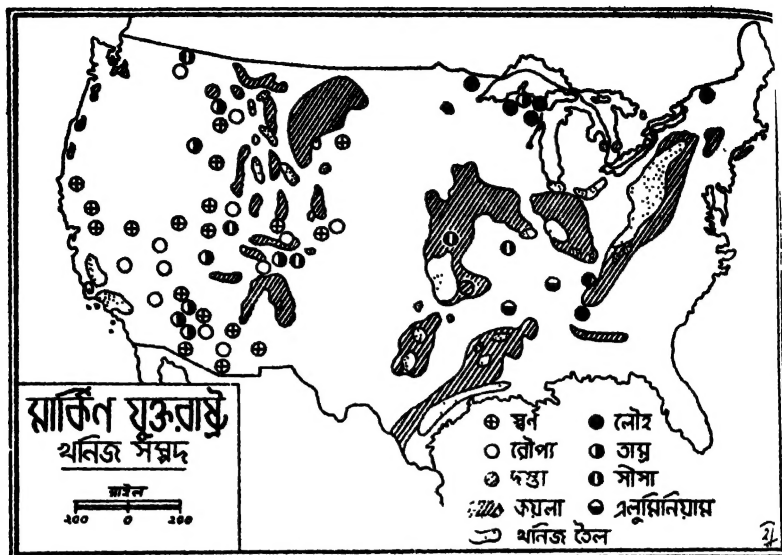 মার্কিণ যুক্তরাষ্ট্র
খনিজ সম্পদ
মাইল
২০০ ০ ২০০
স্বর্ণ
রৌপ্য
দস্তা
কয়লা
খনিজ তৈল
লৌহ
তাম্র
সীসা
এলুমিনিয়াম